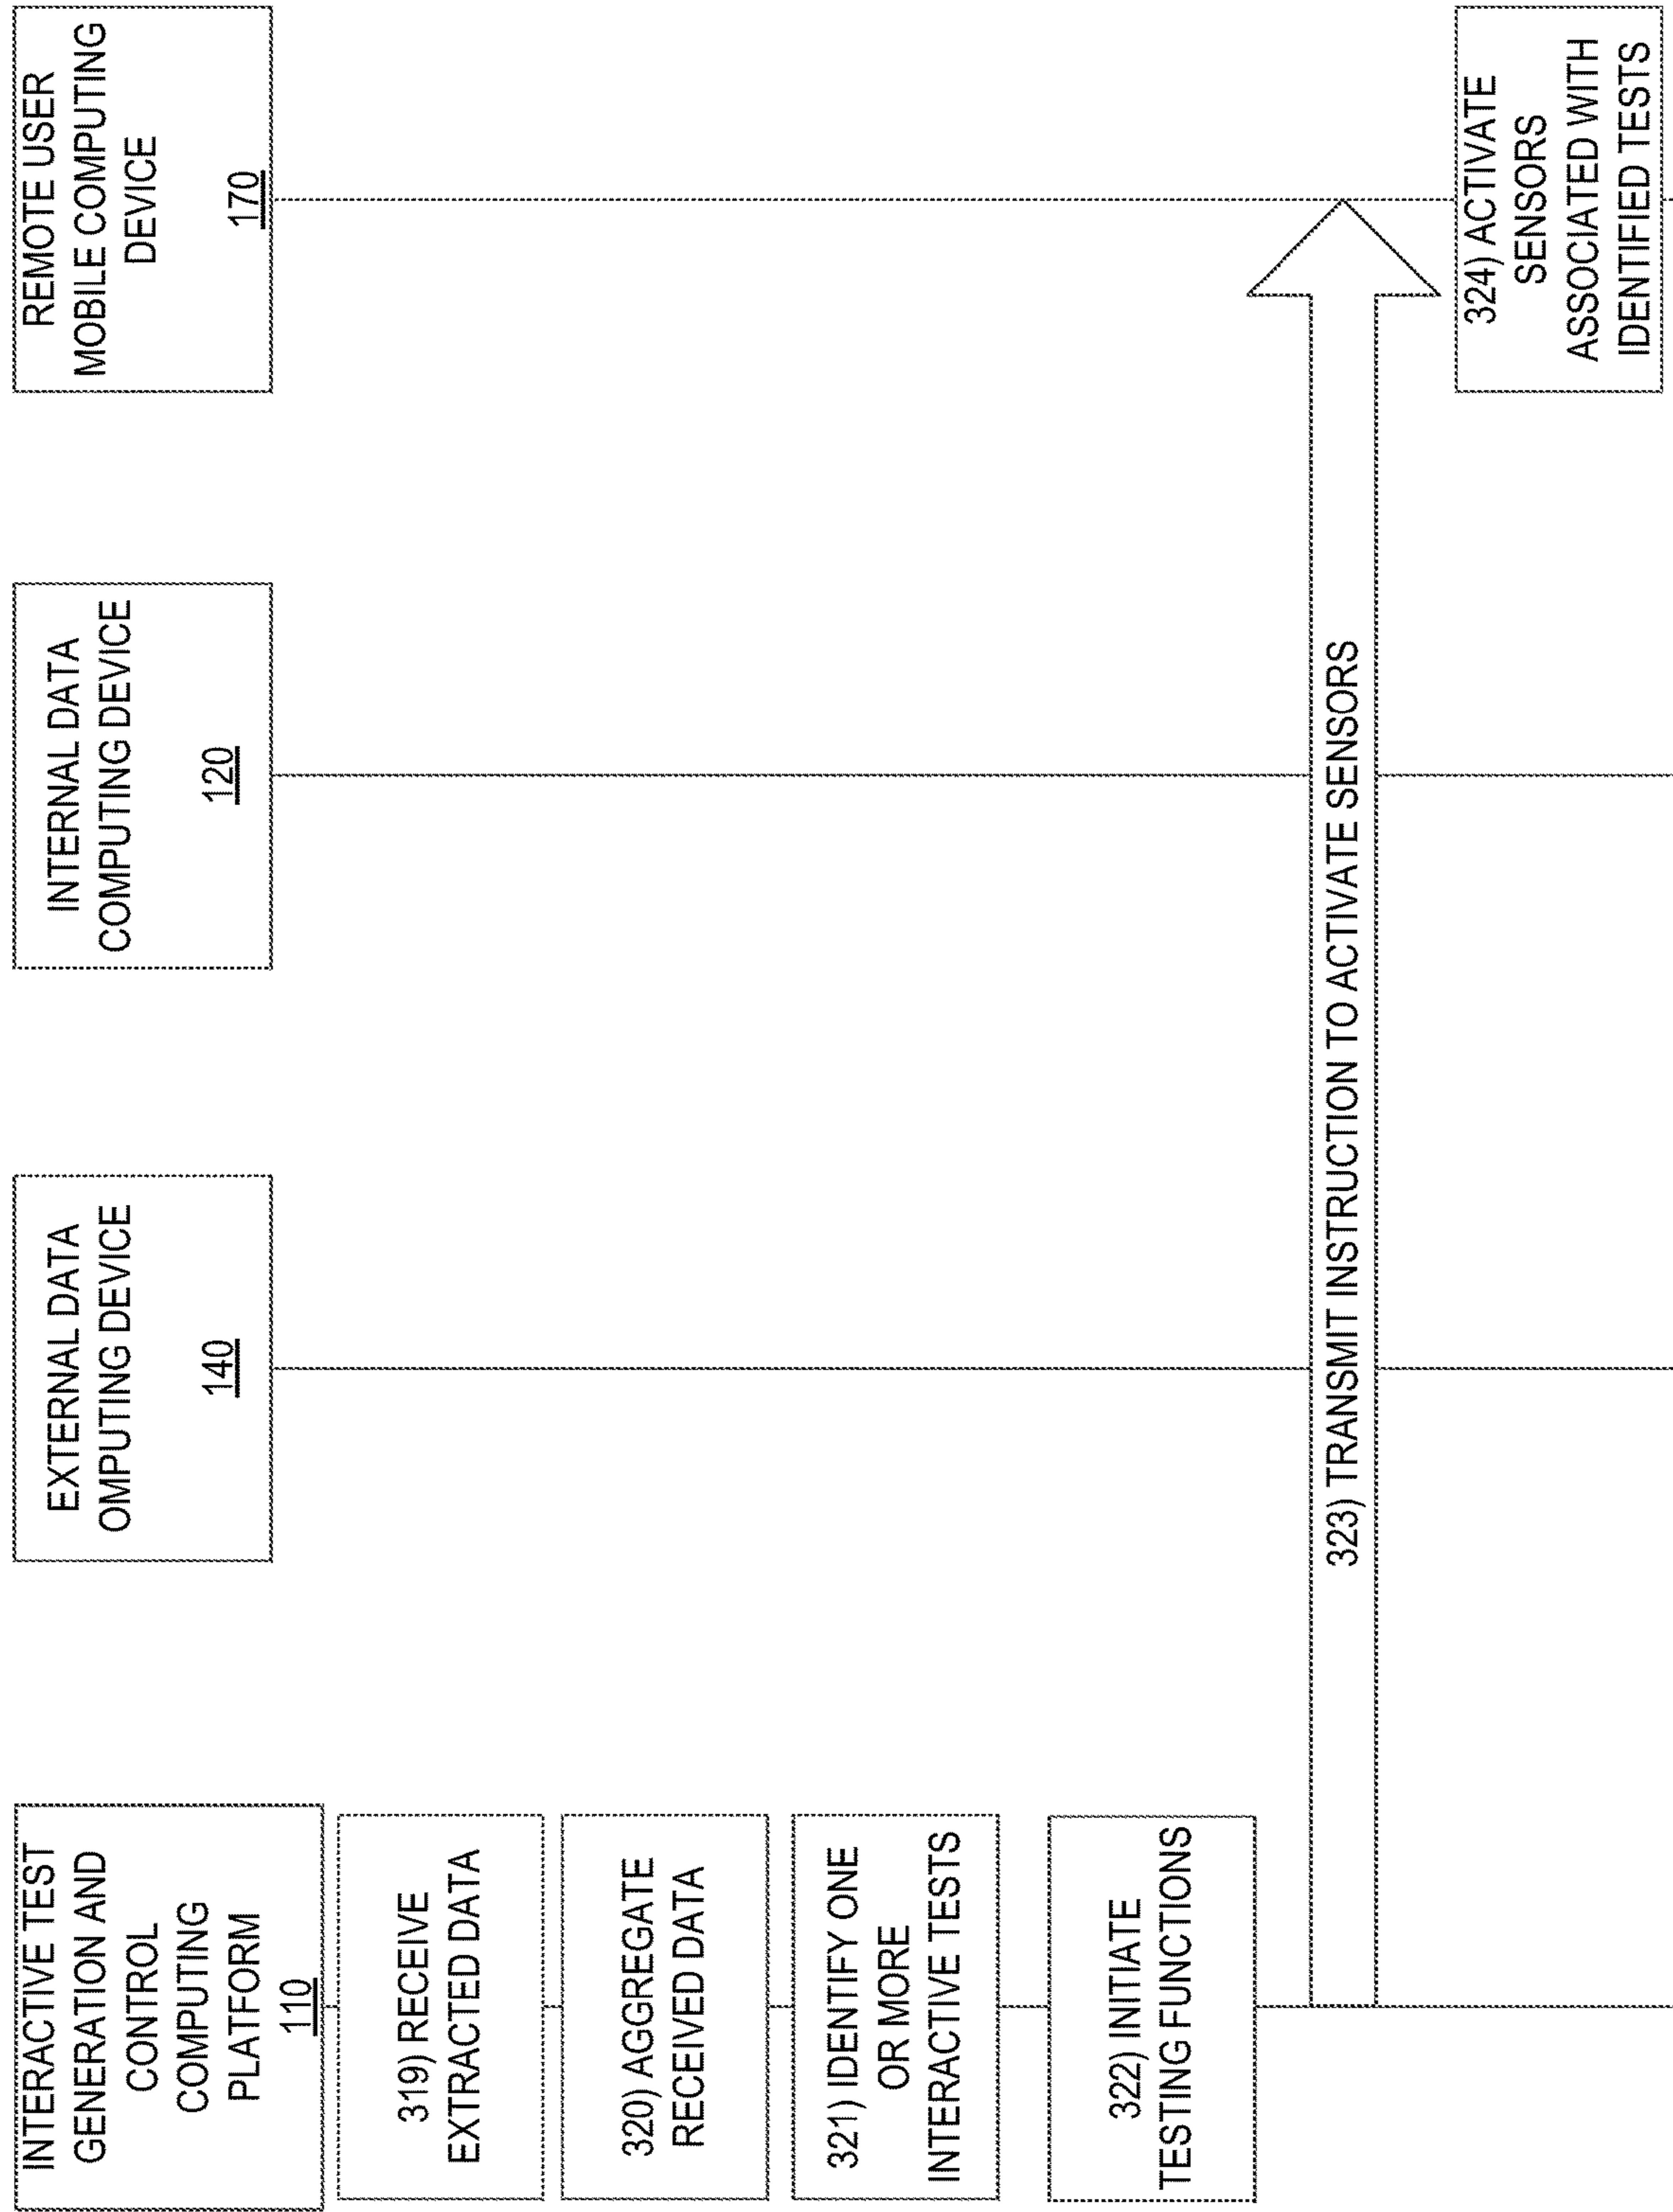 INTERACTIVE TEST
GENERATION AND
CONTROL
COMPUTING
PLATFORM
110
EXTERNAL DATA
OMPUTING DEVICE
140
INTERNAL DATA
COMPUTING DEVICE
120
REMOTE USER
MOBILE COMPUTING
DEVICE
170
319) RECEIVE
EXTRACTED DATA
320) AGGREGATE
RECEIVED DATA
321) IDENTIFY ONE
OR MORE
INTERACTIVE TESTS
322) INITIATE
TESTING FUNCTIONS
323) TRANSMIT INSTRUCTION TO ACTIVATE SENSORS
324) ACTIVATE
SENSORS
ASSOCIATED WITH
IDENTIFIED TESTS